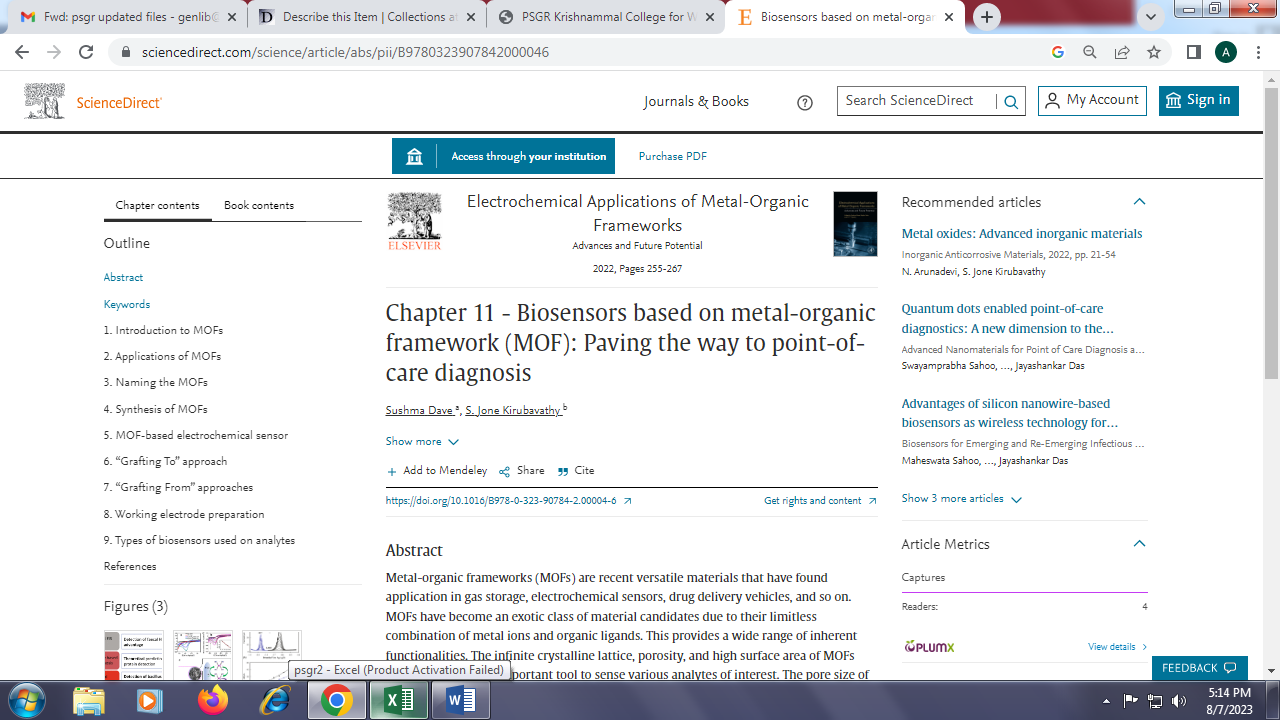 Fwd: psgr updated files - genlib@
Describe this Item | Collections at
PSGR Krishnammal College for W
Biosensors based on metal-organ
sciencedirect.com/science/article/abs/pii/B9780323907842000046
A
ScienceDirect
Journals & Books
Search ScienceDirect
My Account
Sign in
Access through your institution
Purchase PDF
Chapter contents
Book contents
Outline
Abstract
Keywords
1. Introduction to MOFs
2. Applications of MOFs
3. Naming the MOFs
4. Synthesis of MOFs
5. MOF-based electrochemical sensor
6. “Grafting To” approach
7. “Grafting From” approaches
8. Working electrode preparation
9. Types of biosensors used on analytes
References
Figures (3)
ELSEVIER
Electrochemical Applications of Metal-Organic
Frameworks
Advances and Future Potential
2022, Pages 255-267
Chapter 11 - Biosensors based on metal-organic
framework (MOF): Paving the way to point-of-
care diagnosis
Sushma Dave a, S. Jone Kirubavathy b
Show more
Add to Mendeley
Share
Cite
https://doi.org/10.1016/B978-0-323-90784-2.00004-6
Get rights and content
Abstract
Metal-organic frameworks (MOFs) are recent versatile materials that have found
application in gas storage, electrochemical sensors, drug delivery vehicles, and so on.
MOFs have become an exotic class of material candidates due to their limitless
combination of metal ions and organic ligands. This provides a wide range of inherent
functionalities. The infinite crystalline lattice, porosity, and high surface area of MOFs
portant tool to sense various analytes of interest. The pore size of
Recommended articles
Metal oxides: Advanced inorganic materials
Inorganic Anticorrosive Materials, 2022, pp. 21-54
N. Arunadevi, S. Jone Kirubavathy
Quantum dots enabled point-of-care
diagnostics: A new dimension to the…
Advanced Nanomaterials for Point of Care Diagnosis a…
Swayamprabha Sahoo, …, Jayashankar Das
Advantages of silicon nanowire-based
biosensors as wireless technology for…
Biosensors for Emerging and Re-Emerging Infectious …
Maheswata Sahoo, …, Jayashankar Das
Show 3 more articles
Article Metrics
Captures
Readers:
4
PLUMX
View details
FEEDBACK
psgr2 - Excel (Product Activation Failed)
5:14 PM
8/7/2023